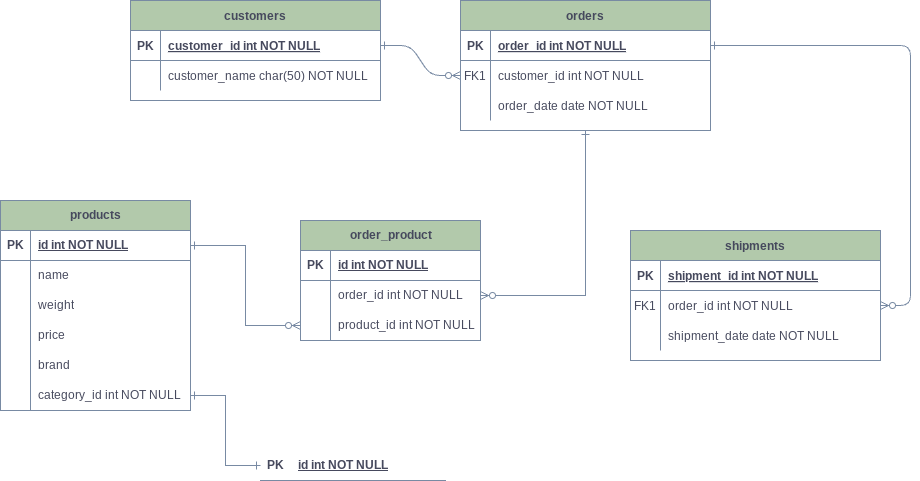 customers
PK customer_id int NOT NULL
customer_name char(50) NOT NULL
orders
PK order_id int NOT NULL
FK1 customer_id int NOT NULL
order_date date NOT NULL
products
PK id int NOT NULL
name
weight
price
brand
category_id int NOT NULL
order_product
PK id int NOT NULL
order_id int NOT NULL
product_id int NOT NULL
shipments
PK shipment_id int NOT NULL
FK1 order_id int NOT NULL
shipment_date date NOT NULL
PK id int NOT NULL